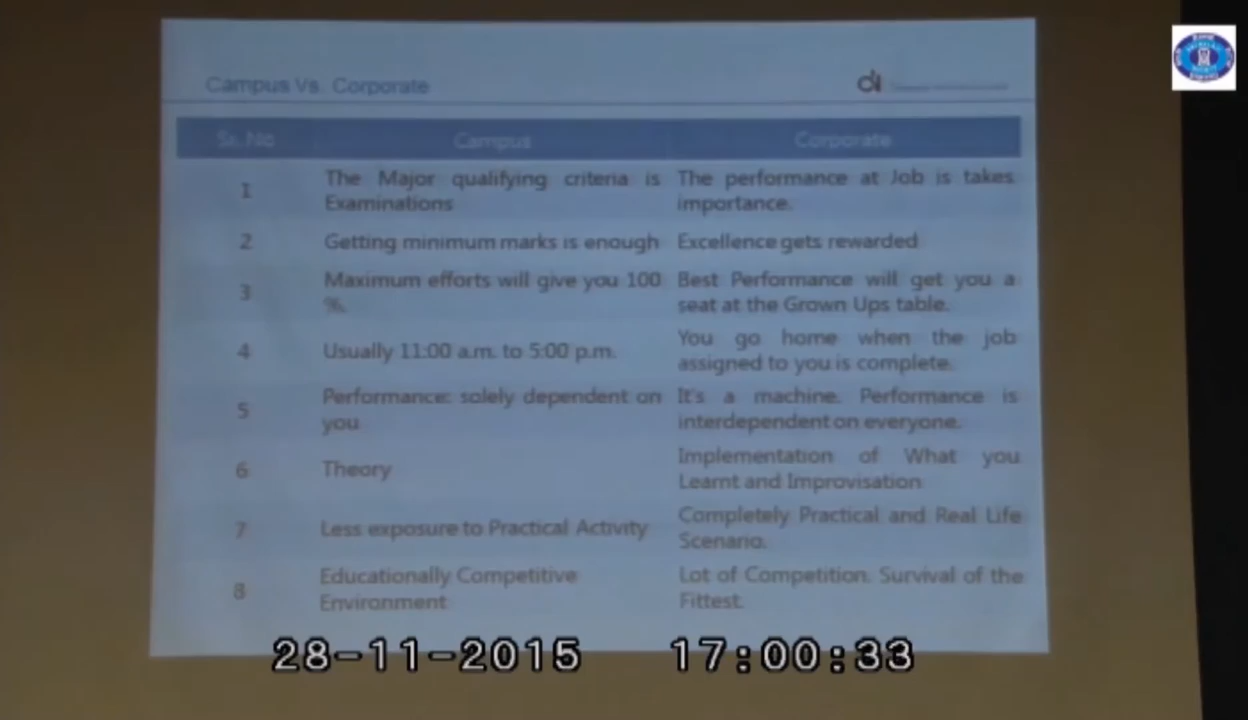 Campus Vs. Corporate
di
Sr. No Campus Corporate
1 The Major qualifying criteria is The performance at Job is takes
Examinations importance.
2 Getting minimum marks is enough Excellence gets rewarded
3 Maximum efforts will give you 100 Best Performance will get you a
%. seat at the Grown Ups table.
4 Usually 11:00 a.m. to 5:00 p.m. You go home when the job
assigned to you is complete.
5 Performance: solely dependent on It's a machine. Performance is
you interdependent on everyone.
6 Theory Implementation of What you
Learnt and Improvisation
7 Less exposure to Practical Activity Completely Practical and Real Life
Scenario.
8 Educationally Competitive Lot of Competition. Survival of the
Environment Fittest.
28-11-2015 17:00:33